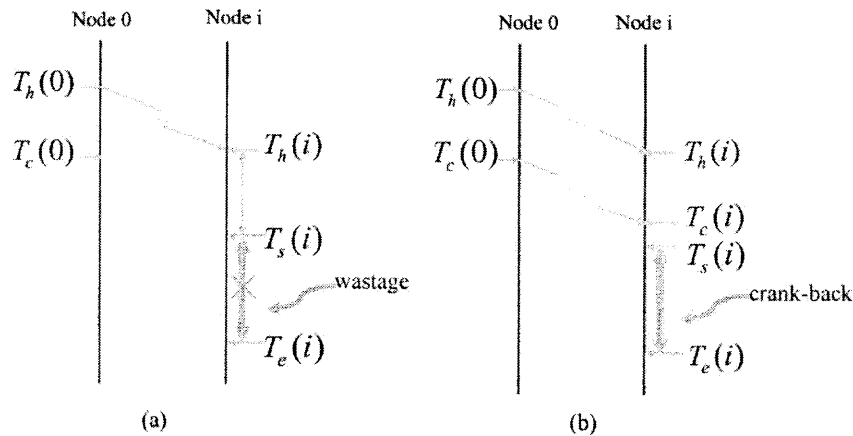 Node 0
Node i
T_h(0)
T_c(0)
T_h(i)
T_s(i)
wastage
T_e(i)
(a)
Node 0
Node i
T_h(0)
T_c(0)
T_h(i)
T_c(i)
T_s(i)
crank-back
T_e(i)
(b)